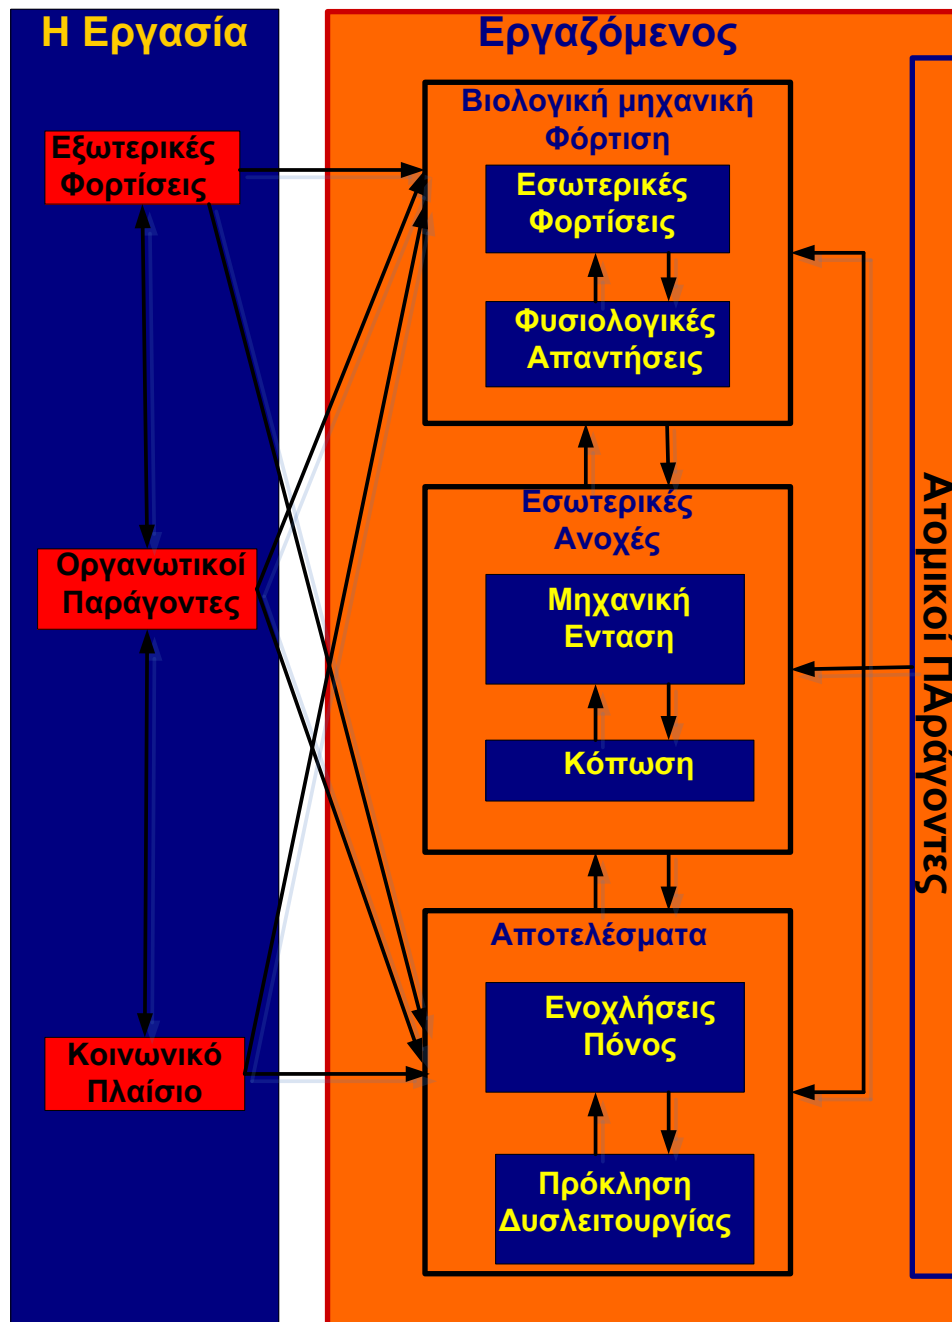 Η Εργασία
Εξωτερικές
Φορτίσεις
Οργανωτικοί
Παράγοντες
Κοινωνικό
Πλαίσιο
Εργαζόμενος
Βιολογική μηχανική
Φόρτιση
Εσωτερικές
Φορτίσεις
Φυσιολογικές
Απαντήσεις
Εσωτερικές
Ανοχές
Μηχανική
Ενταση
Κόπωση
Αποτελέσματα
Ενοχλήσεις
Πόνος
Πρόκληση
Δυσλειτουργίας
Ατομικοί ΠΑράγοντες